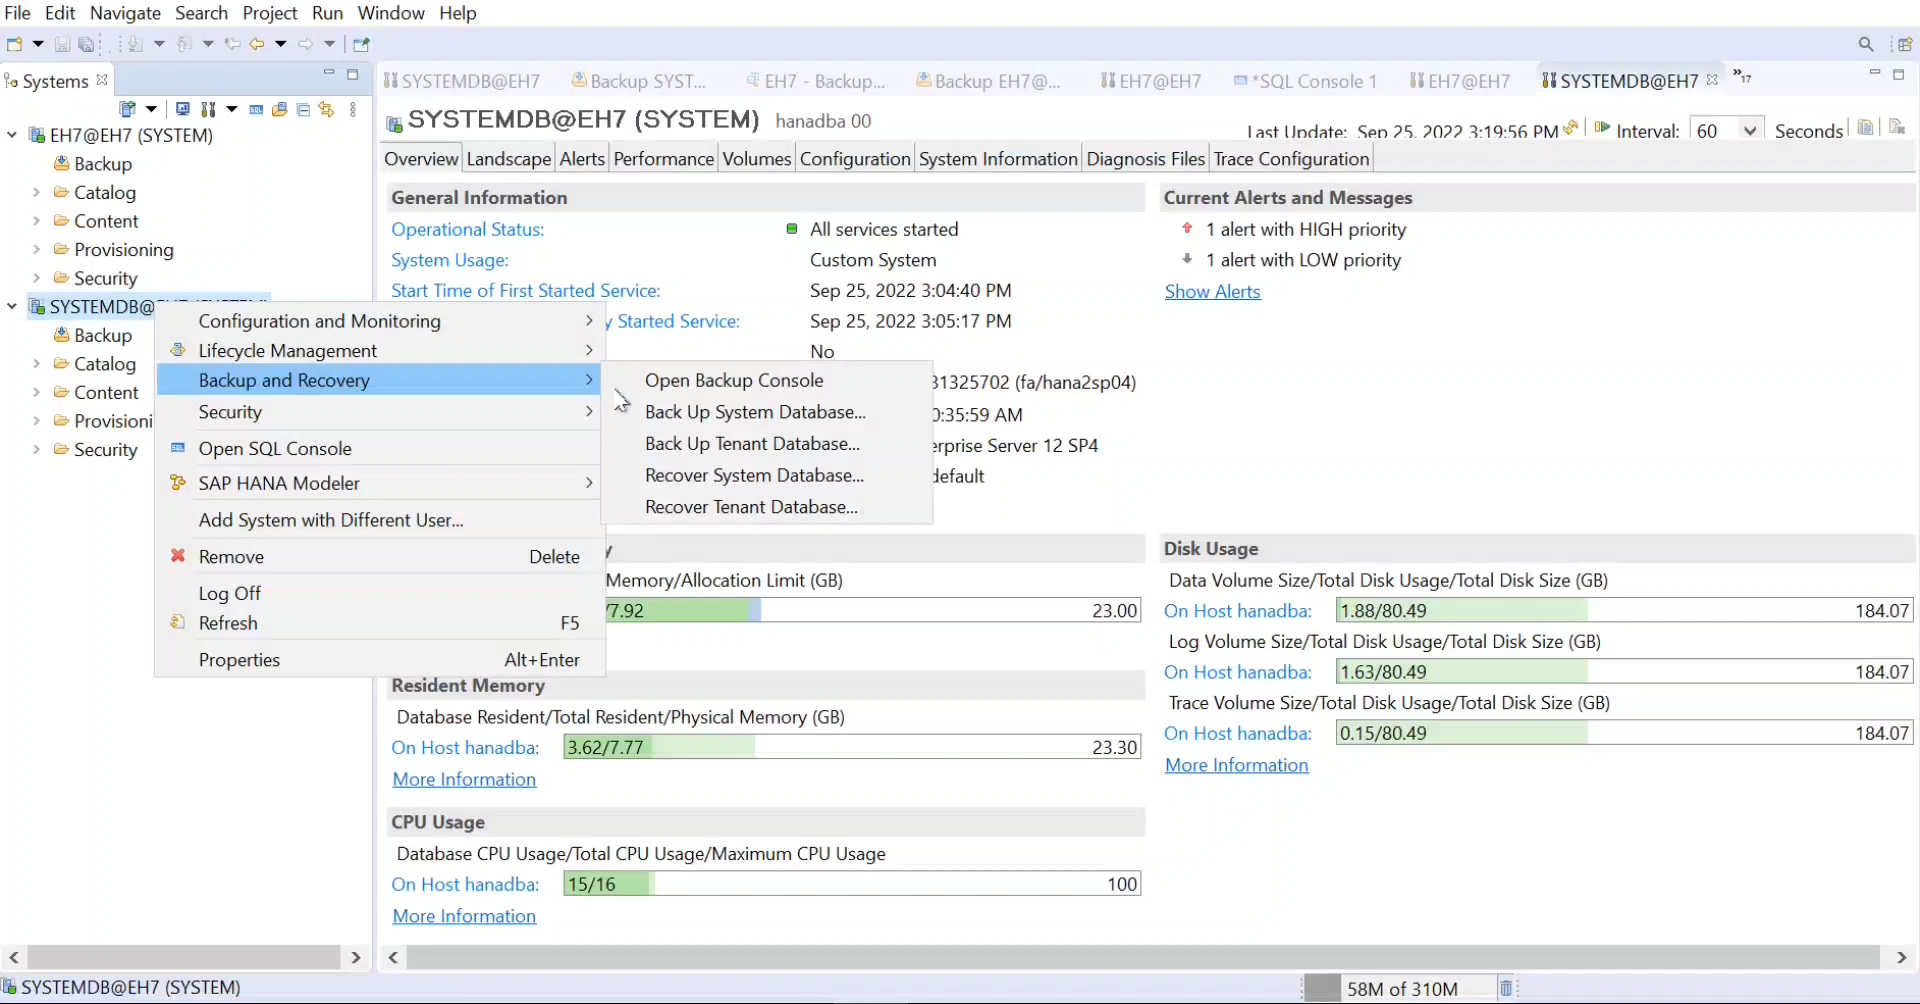 File Edit Navigate Search Project Run Window Help
Systems
SYSTEMDB@EH7 Backup SYST... EH7 - Backup... Backup EH7@... EH7@EH7 *SQL Console 1 EH7@EH7 SYSTEMDB@EH7 »17
SYSTEMDB@EH7 (SYSTEM) hanadba 00
Last Update: Sep 25, 2022 3:19:56 PM Interval: 60 Seconds
Overview Landscape Alerts Performance Volumes Configuration System Information Diagnosis Files Trace Configuration
EH7@EH7 (SYSTEM)
Backup
Catalog
Content
Provisioning
Security
SYSTEMDB@
Backup
Catalog
Content
Provisioni
Security
Configuration and Monitoring
Lifecycle Management
Backup and Recovery
Security
Open SQL Console
SAP HANA Modeler
Add System with Different User...
Remove Delete
Log Off
Refresh F5
Properties Alt+Enter
Open Backup Console
Back Up System Database...
Back Up Tenant Database...
Recover System Database...
Recover Tenant Database...
General Information
Operational Status: All services started
System Usage: Custom System
Start Time of First Started Service: Sep 25, 2022 3:04:40 PM
y Started Service: Sep 25, 2022 3:05:17 PM
No
31325702 (fa/hana2sp04)
0:35:59 AM
erprise Server 12 SP4
default
Current Alerts and Messages
1 alert with HIGH priority
1 alert with LOW priority
Show Alerts
y
Memory/Allocation Limit (GB)
/7.92 23.00
Resident Memory
Database Resident/Total Resident/Physical Memory (GB)
On Host hanadba: 3.62/7.77 23.30
More Information
CPU Usage
Database CPU Usage/Total CPU Usage/Maximum CPU Usage
On Host hanadba: 15/16 100
More Information
Disk Usage
Data Volume Size/Total Disk Usage/Total Disk Size (GB)
On Host hanadba: 1.88/80.49 184.07
Log Volume Size/Total Disk Usage/Total Disk Size (GB)
On Host hanadba: 1.63/80.49 184.07
Trace Volume Size/Total Disk Usage/Total Disk Size (GB)
On Host hanadba: 0.15/80.49 184.07
More Information
SYSTEMDB@EH7 (SYSTEM) 58M of 310M